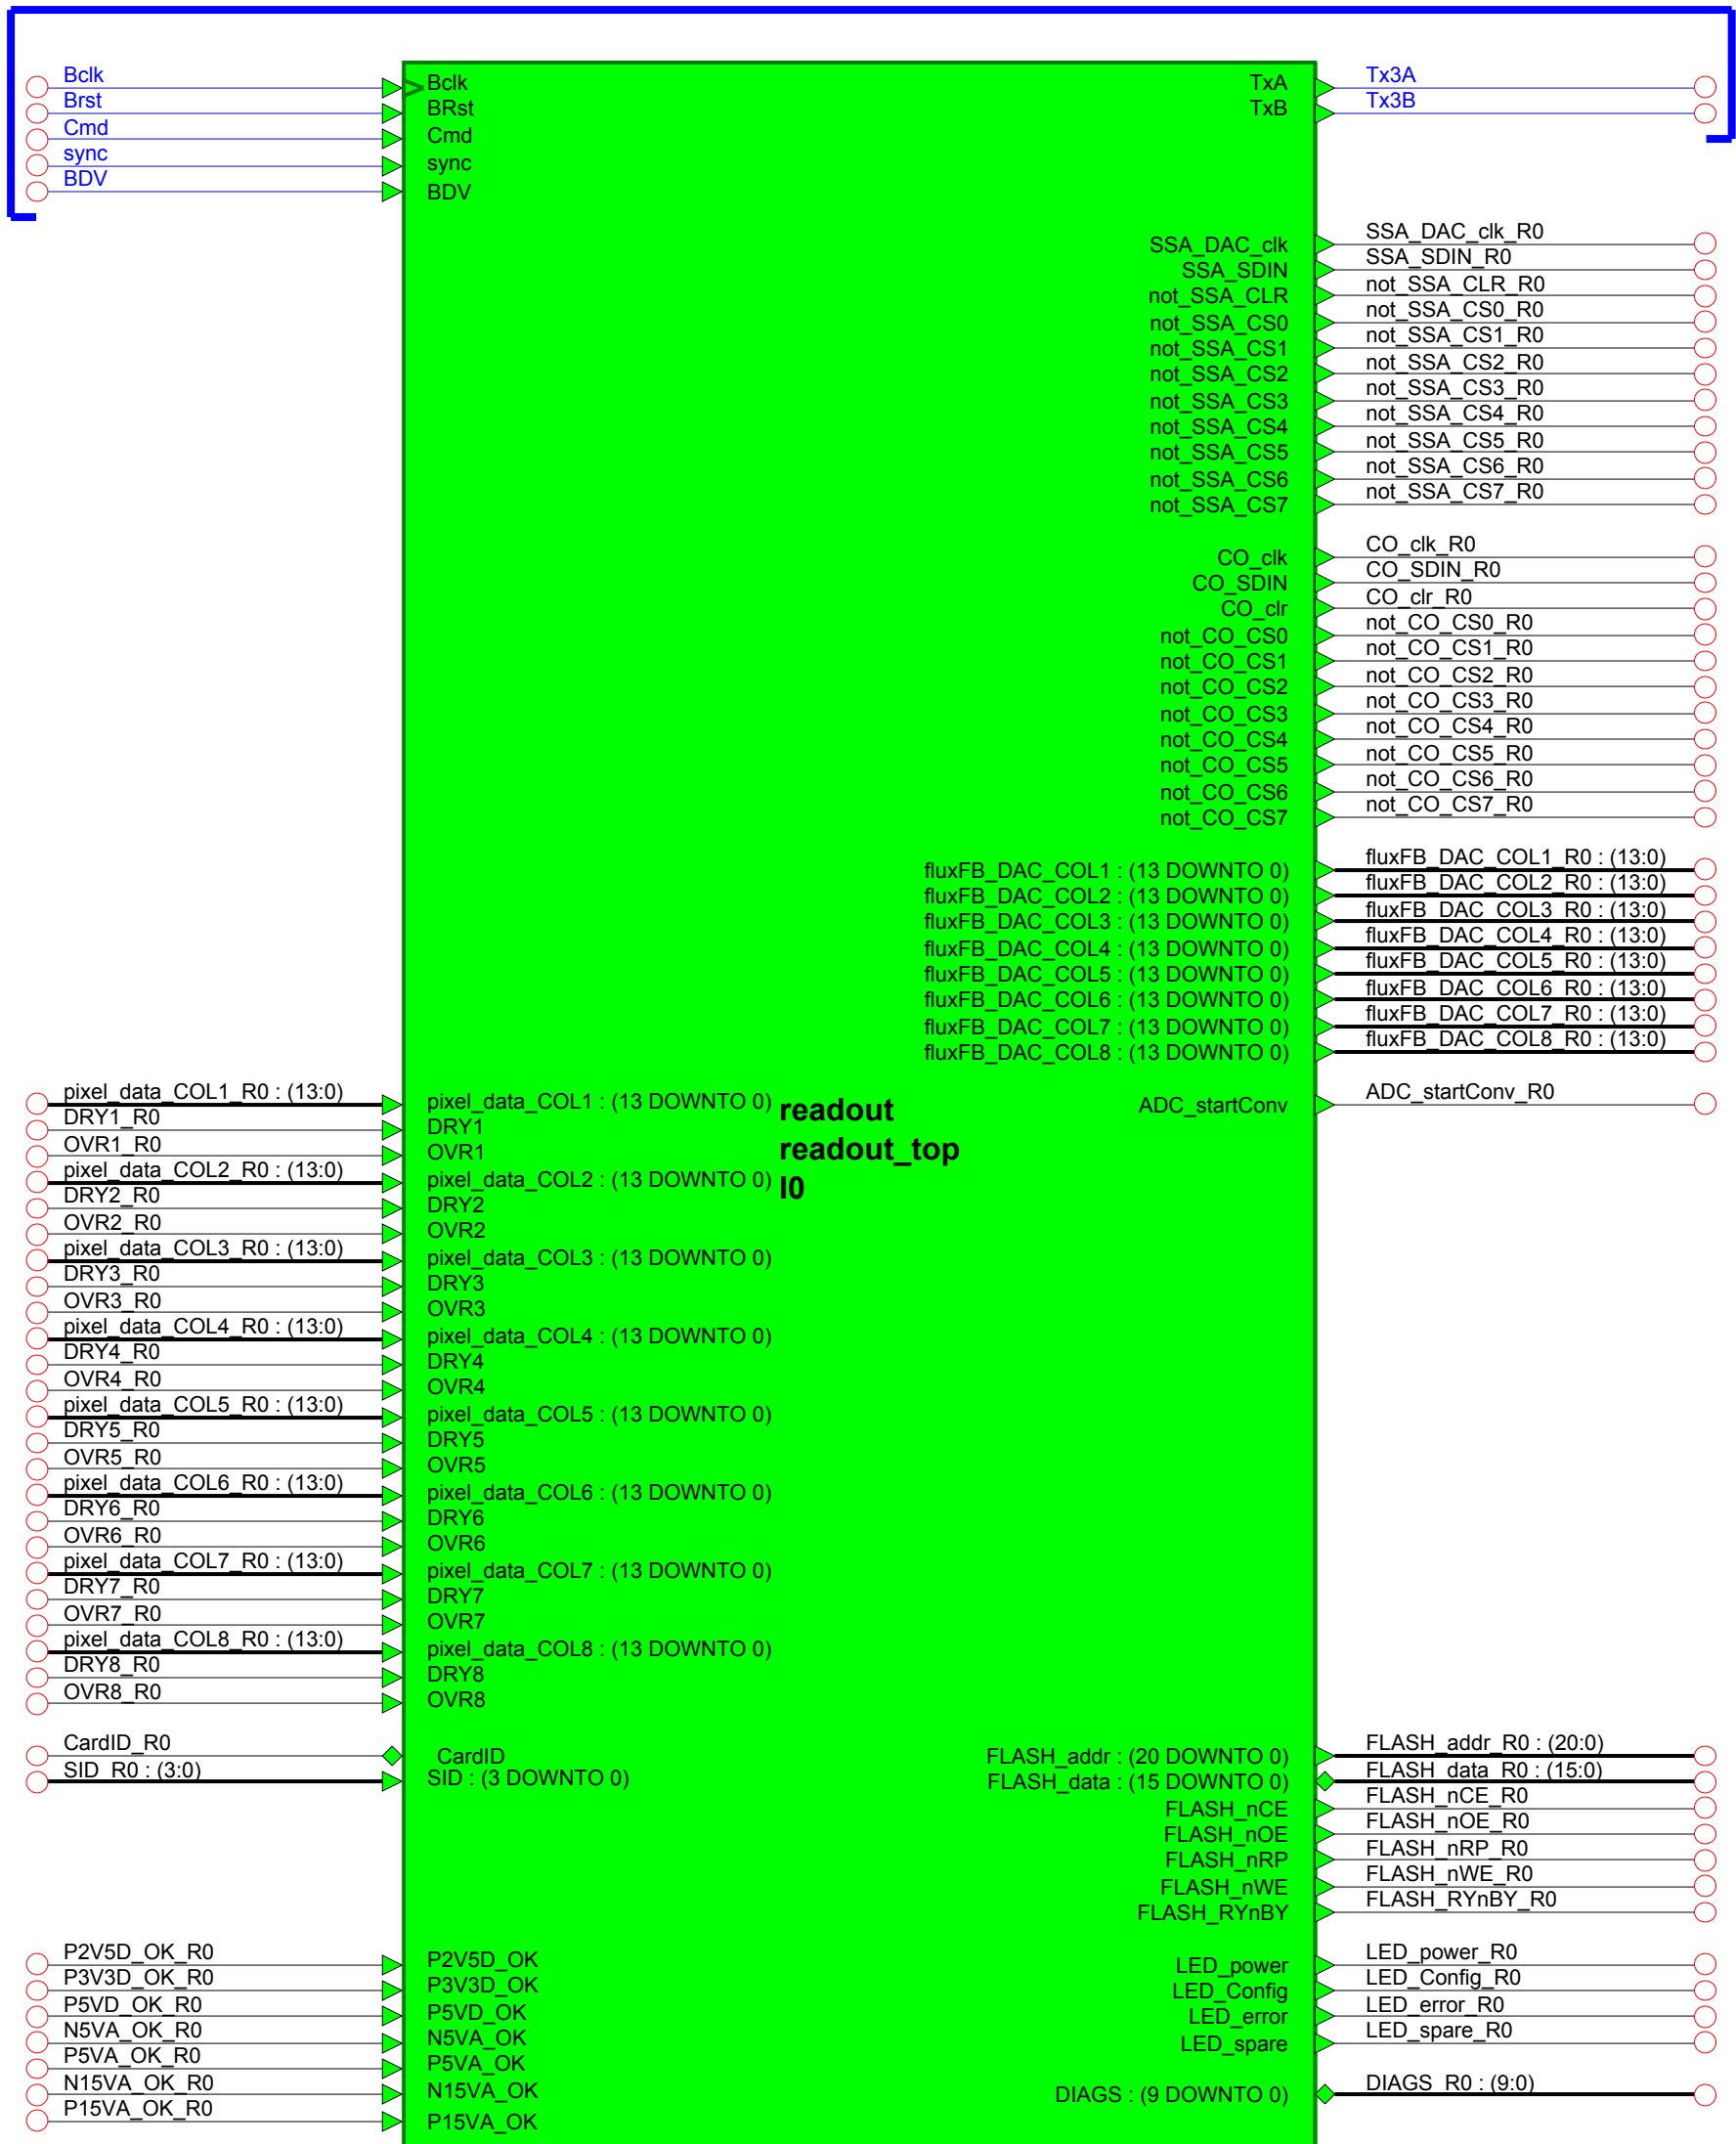 Bclk
Brst
Cmd
sync
BDV
Bclk
BRst
Cmd
sync
BDV
TxA
TxB
Tx3A
Tx3B
SSA_DAC_clk
SSA_SDIN
not_SSA_CLR
not_SSA_CS0
not_SSA_CS1
not_SSA_CS2
not_SSA_CS3
not_SSA_CS4
not_SSA_CS5
not_SSA_CS6
not_SSA_CS7
SSA_DAC_clk_R0
SSA_SDIN_R0
not_SSA_CLR_R0
not_SSA_CS0_R0
not_SSA_CS1_R0
not_SSA_CS2_R0
not_SSA_CS3_R0
not_SSA_CS4_R0
not_SSA_CS5_R0
not_SSA_CS6_R0
not_SSA_CS7_R0
CO_clk
CO_SDIN
CO_clr
not_CO_CS0
not_CO_CS1
not_CO_CS2
not_CO_CS3
not_CO_CS4
not_CO_CS5
not_CO_CS6
not_CO_CS7
CO_clk_R0
CO_SDIN_R0
CO_clr_R0
not_CO_CS0_R0
not_CO_CS1_R0
not_CO_CS2_R0
not_CO_CS3_R0
not_CO_CS4_R0
not_CO_CS5_R0
not_CO_CS6_R0
not_CO_CS7_R0
fluxFB_DAC_COL1 : (13 DOWNTO 0)
fluxFB_DAC_COL2 : (13 DOWNTO 0)
fluxFB_DAC_COL3 : (13 DOWNTO 0)
fluxFB_DAC_COL4 : (13 DOWNTO 0)
fluxFB_DAC_COL5 : (13 DOWNTO 0)
fluxFB_DAC_COL6 : (13 DOWNTO 0)
fluxFB_DAC_COL7 : (13 DOWNTO 0)
fluxFB_DAC_COL8 : (13 DOWNTO 0)
fluxFB_DAC_COL1_R0 : (13:0)
fluxFB_DAC_COL2_R0 : (13:0)
fluxFB_DAC_COL3_R0 : (13:0)
fluxFB_DAC_COL4_R0 : (13:0)
fluxFB_DAC_COL5_R0 : (13:0)
fluxFB_DAC_COL6_R0 : (13:0)
fluxFB_DAC_COL7_R0 : (13:0)
fluxFB_DAC_COL8_R0 : (13:0)
pixel_data_COL1_R0 : (13:0)
DRY1_R0
OVR1_R0
pixel_data_COL2_R0 : (13:0)
DRY2_R0
OVR2_R0
pixel_data_COL3_R0 : (13:0)
DRY3_R0
OVR3_R0
pixel_data_COL4_R0 : (13:0)
DRY4_R0
OVR4_R0
pixel_data_COL5_R0 : (13:0)
DRY5_R0
OVR5_R0
pixel_data_COL6_R0 : (13:0)
DRY6_R0
OVR6_R0
pixel_data_COL7_R0 : (13:0)
DRY7_R0
OVR7_R0
pixel_data_COL8_R0 : (13:0)
DRY8_R0
OVR8_R0
pixel_data_COL1 : (13 DOWNTO 0)
DRY1
OVR1
pixel_data_COL2 : (13 DOWNTO 0)
DRY2
OVR2
pixel_data_COL3 : (13 DOWNTO 0)
DRY3
OVR3
pixel_data_COL4 : (13 DOWNTO 0)
DRY4
OVR4
pixel_data_COL5 : (13 DOWNTO 0)
DRY5
OVR5
pixel_data_COL6 : (13 DOWNTO 0)
DRY6
OVR6
pixel_data_COL7 : (13 DOWNTO 0)
DRY7
OVR7
pixel_data_COL8 : (13 DOWNTO 0)
DRY8
OVR8
readout
readout_top
I0
ADC_startConv
ADC_startConv_R0
CardID_R0
SID_R0 : (3:0)
CardID
SID : (3 DOWNTO 0)
FLASH_addr : (20 DOWNTO 0)
FLASH_data : (15 DOWNTO 0)
FLASH_nCE
FLASH_nOE
FLASH_nRP
FLASH_nWE
FLASH_RYnBY
FLASH_addr_R0 : (20:0)
FLASH_data_R0 : (15:0)
FLASH_nCE_R0
FLASH_nOE_R0
FLASH_nRP_R0
FLASH_nWE_R0
FLASH_RYnBY_R0
P2V5D_OK_R0
P3V3D_OK_R0
P5VD_OK_R0
N5VA_OK_R0
P5VA_OK_R0
N15VA_OK_R0
P15VA_OK_R0
P2V5D_OK
P3V3D_OK
P5VD_OK
N5VA_OK
P5VA_OK
N15VA_OK
P15VA_OK
LED_power
LED_Config
LED_error
LED_spare
LED_power_R0
LED_Config_R0
LED_error_R0
LED_spare_R0
DIAGS : (9 DOWNTO 0)
DIAGS_R0 : (9:0)